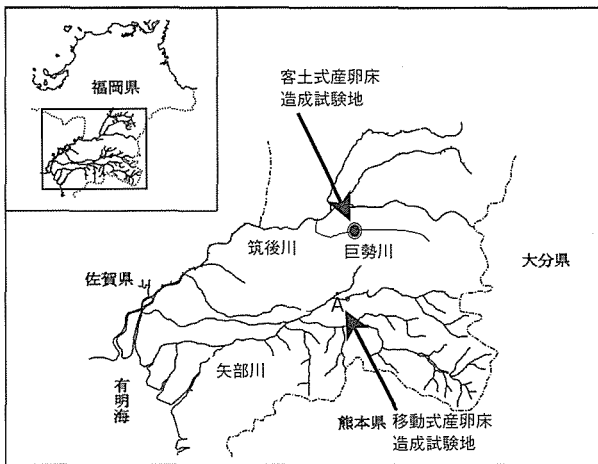 福岡県
客土式産卵床
造成試験地
筑後川
巨勢川
大分県
佐賀県
A
矢部川
有明海
熊本県
移動式産卵床
造成試験地